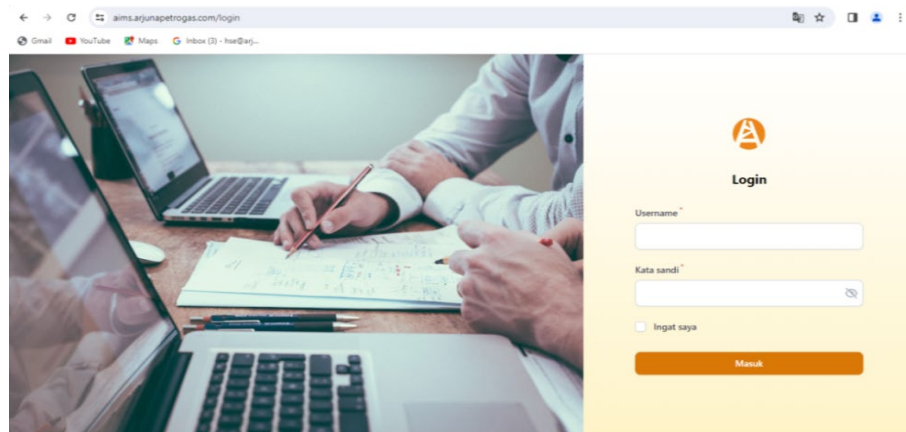 aims.arjunapetrogas.com/login
Gmail YouTube Maps Inbox (3) - hse@arj...
Login
Username*
Kata sandi*
Ingat saya
Masuk